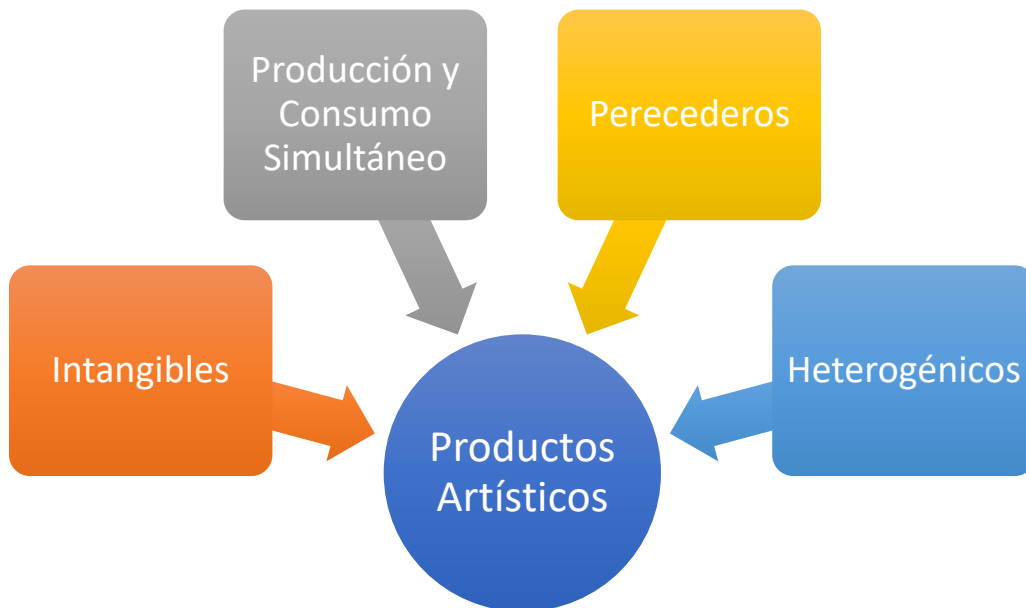 Producción y
Consumo
Simultáneo
Perecederos
Intangibles
Heterogénicos
Productos
Artísticos